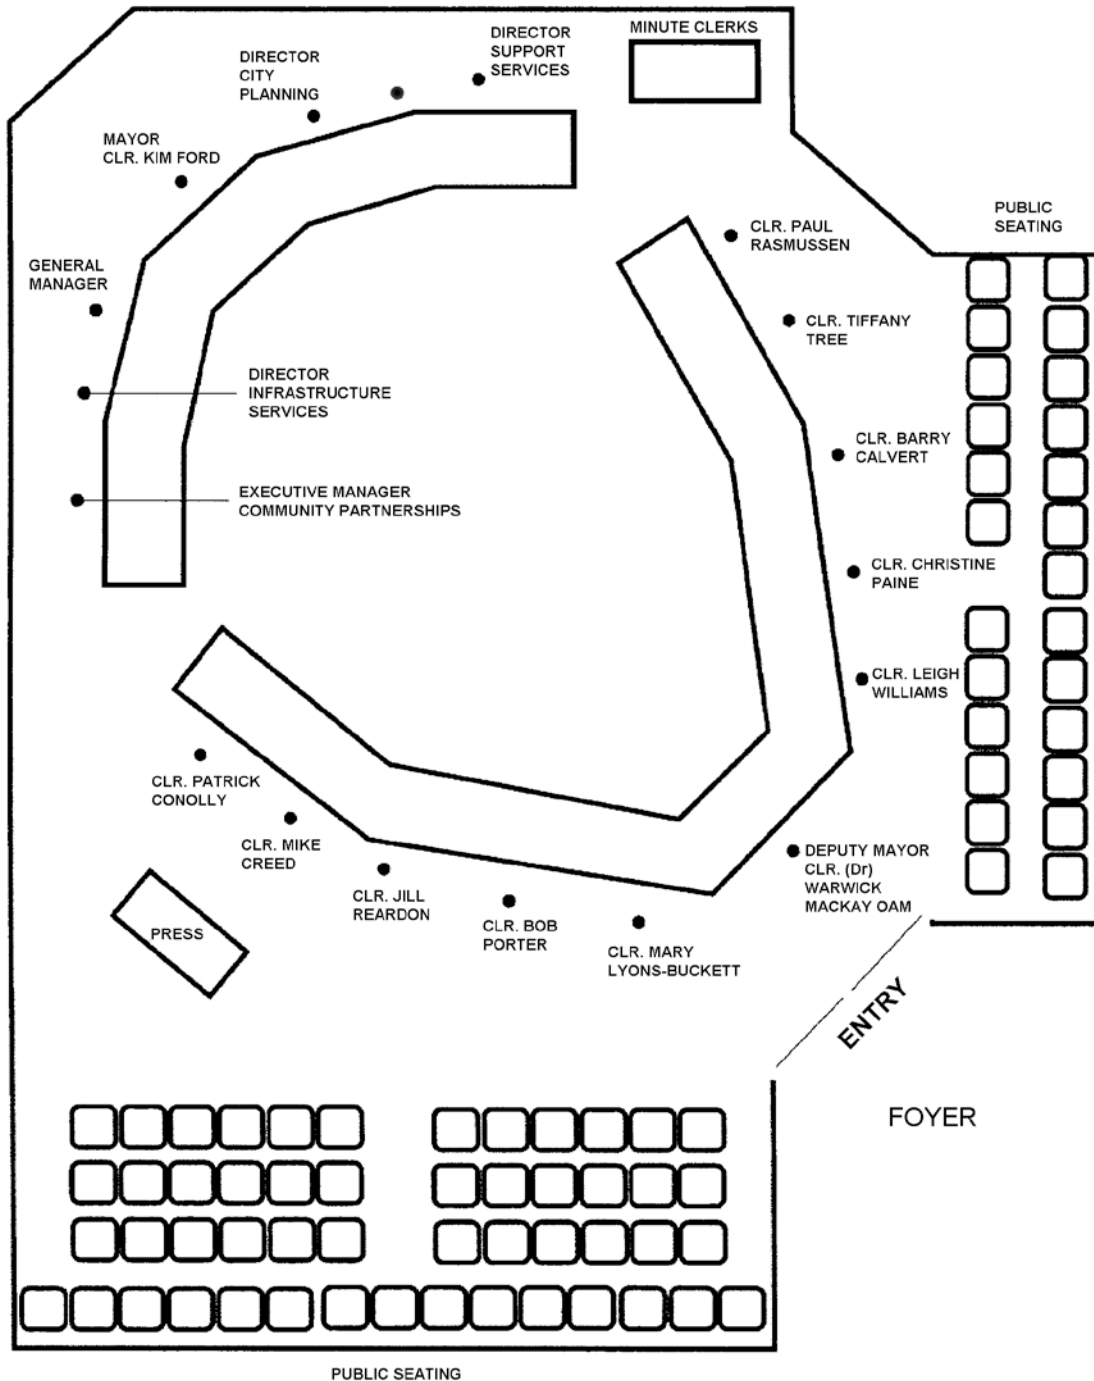 MINUTE CLERKS
DIRECTOR
SUPPORT
SERVICES
DIRECTOR
CITY
PLANNING
MAYOR
CLR. KIM FORD
GENERAL
MANAGER
DIRECTOR
INFRASTRUCTURE
SERVICES
EXECUTIVE MANAGER
COMMUNITY PARTNERSHIPS
CLR. PAUL
RASMUSSEN
CLR. TIFFANY
TREE
CLR. BARRY
CALVERT
CLR. CHRISTINE
PAINE
CLR. LEIGH
WILLIAMS
DEPUTY MAYOR
CLR. (Dr)
WARWICK
MACKAY OAM
PUBLIC
SEATING
CLR. PATRICK
CONOLLY
CLR. MIKE
CREED
CLR. JILL
REARDON
CLR. BOB
PORTER
CLR. MARY
LYONS-BUCKETT
PRESS
ENTRY
FOYER
PUBLIC SEATING